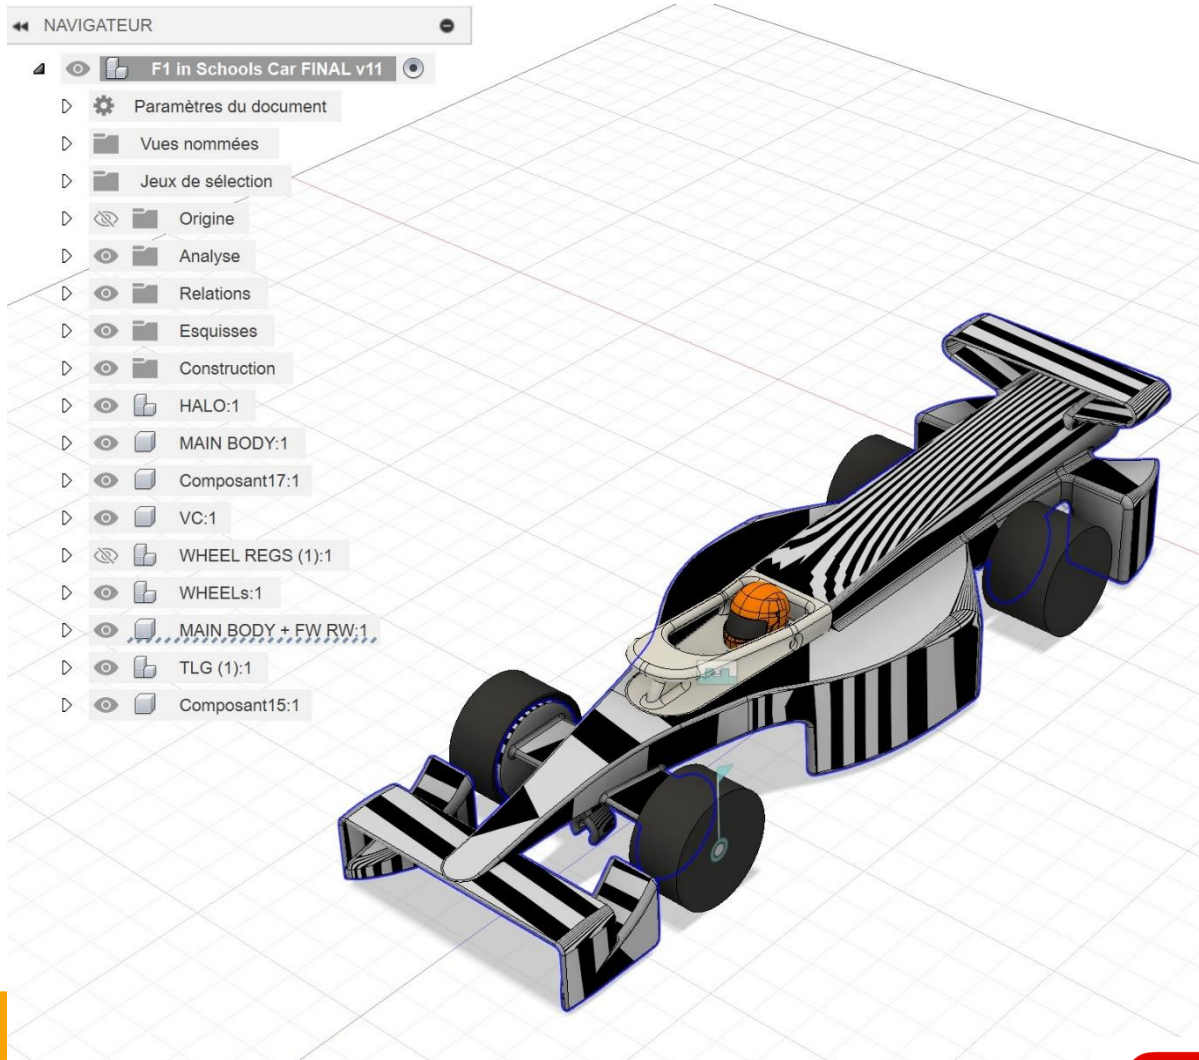 NAVIGATEUR
F1 in Schools Car FINAL v11
Paramètres du document
Vues nommées
Jeux de sélection
Origine
Analyse
Relations
Esquisses
Construction
HALO:1
MAIN BODY:1
Composant17:1
VC:1
WHEEL REGS (1):1
WHEELs:1
MAIN BODY + FW RW:1
TLG (1):1
Composant15:1